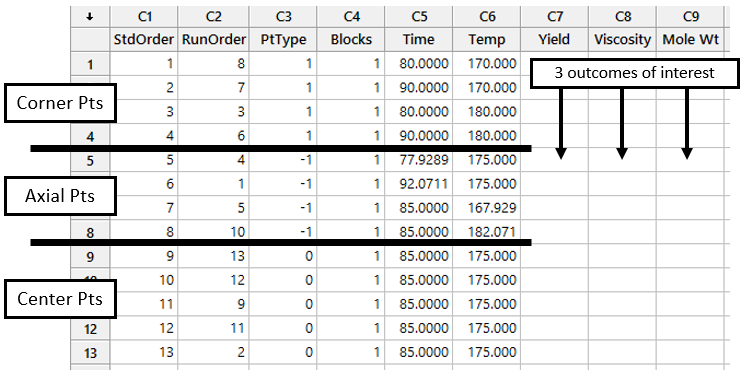 C1 C2 C3 C4 C5 C6 C7 C8 C9
StdOrder RunOrder PtType Blocks Time Temp Yield Viscosity Mole Wt
1 1 8 1 1 80.0000 170.000
3 outcomes of interest
2 7 1 1 90.0000 170.000
Corner Pts
3 3 1 1 80.0000 180.000
4 4 6 1 1 90.0000 180.000
5 5 4 -1 1 77.9289 175.000
6 1 -1 1 92.0711 175.000
Axial Pts
7 5 -1 1 85.0000 167.929
8 8 10 -1 1 85.0000 182.071
9 9 13 0 1 85.0000 175.000
10 12 0 1 85.0000 175.000
Center Pts
11 9 0 1 85.0000 175.000
12 12 11 0 1 85.0000 175.000
13 13 2 0 1 85.0000 175.000